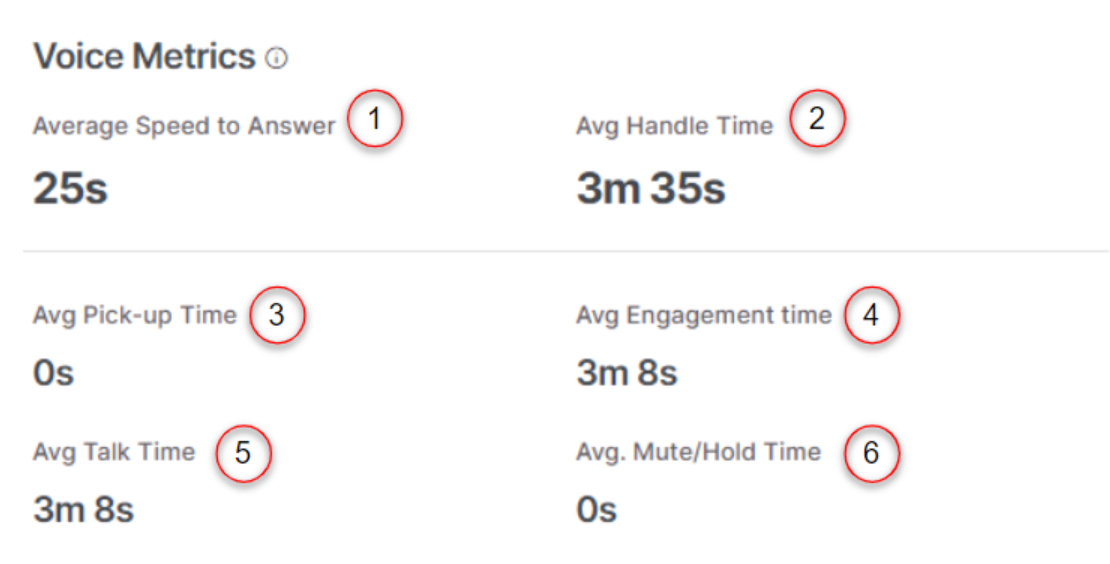 Voice Metrics
Average Speed to Answer 1
Avg Handle Time 2
25s
3m 35s
Avg Pick-up Time 3
Avg Engagement time 4
0s
3m 8s
Avg Talk Time 5
Avg. Mute/Hold Time 6
3m 8s
0s